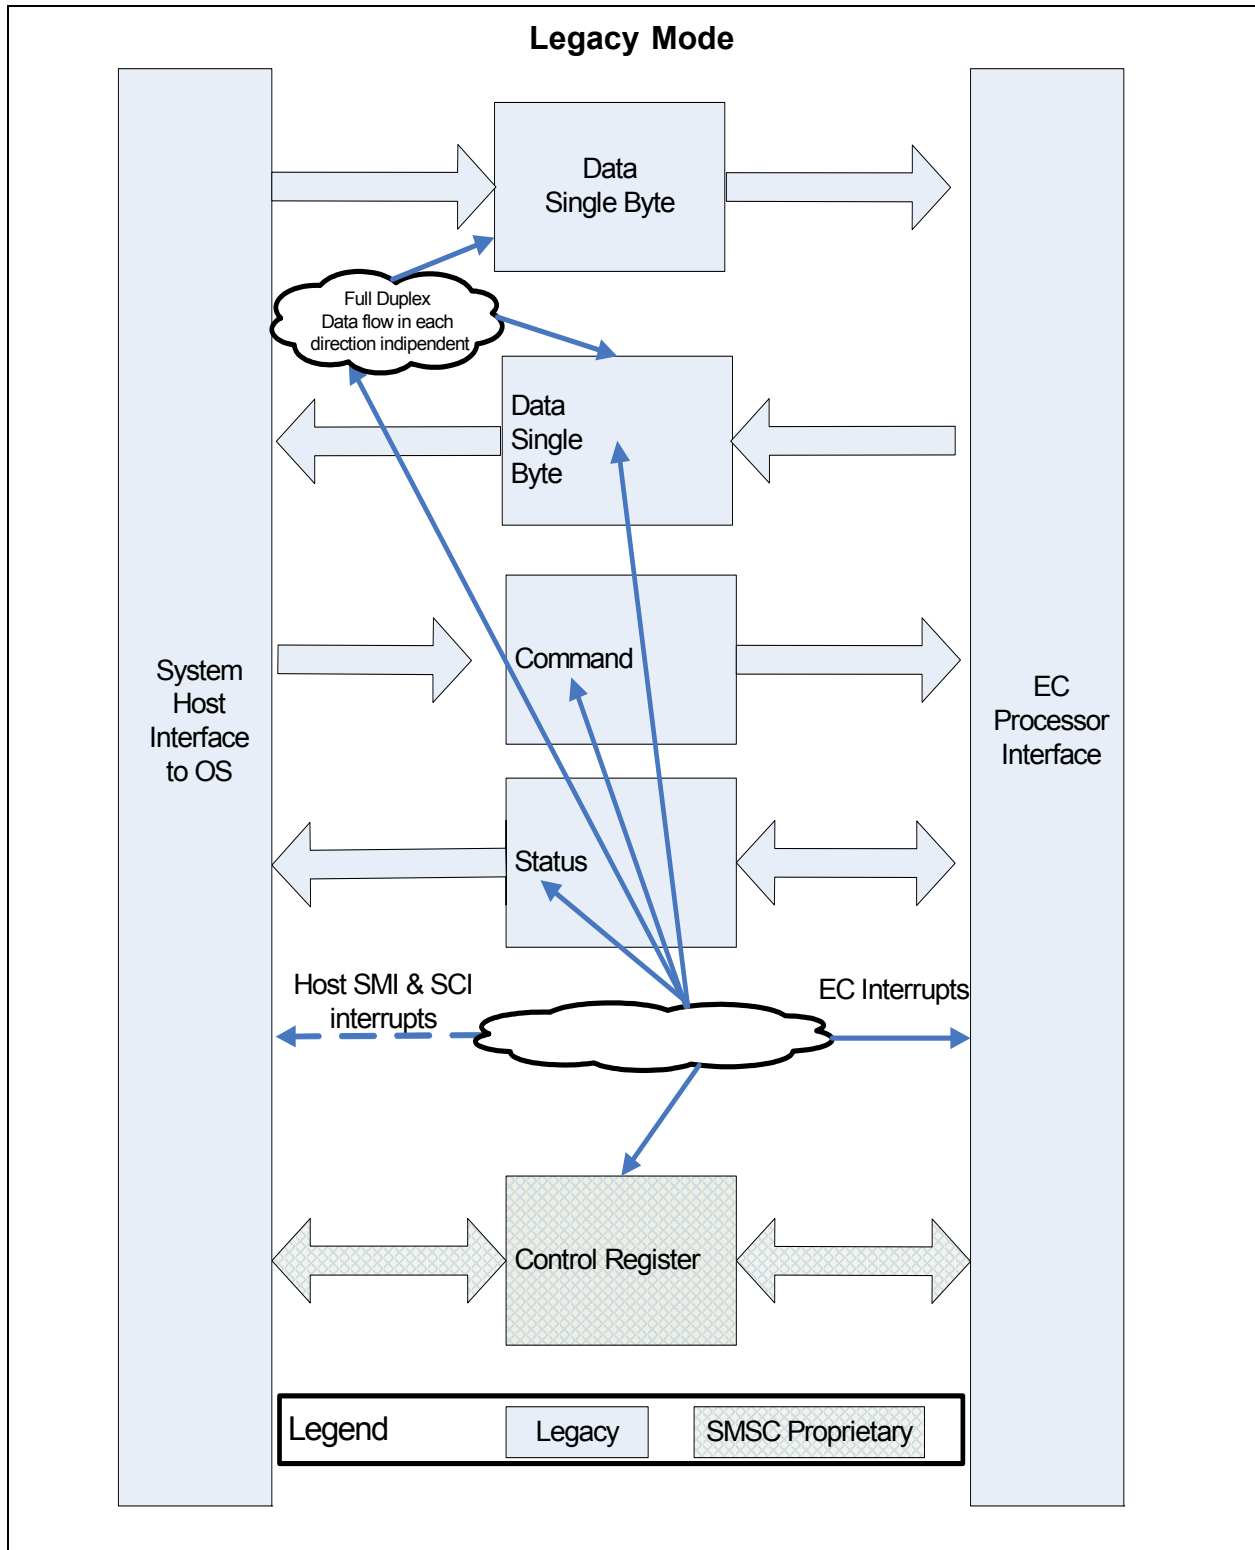 Legacy Mode
Data
Single Byte
Full Duplex
Data flow in each
direction indipendent
Data
Single
Byte
System
Host
Interface
to OS
Command
EC
Processor
Interface
Status
Host SMI & SCI
interrupts
EC Interrupts
Control Register
Legend
Legacy
SMSC Proprietary